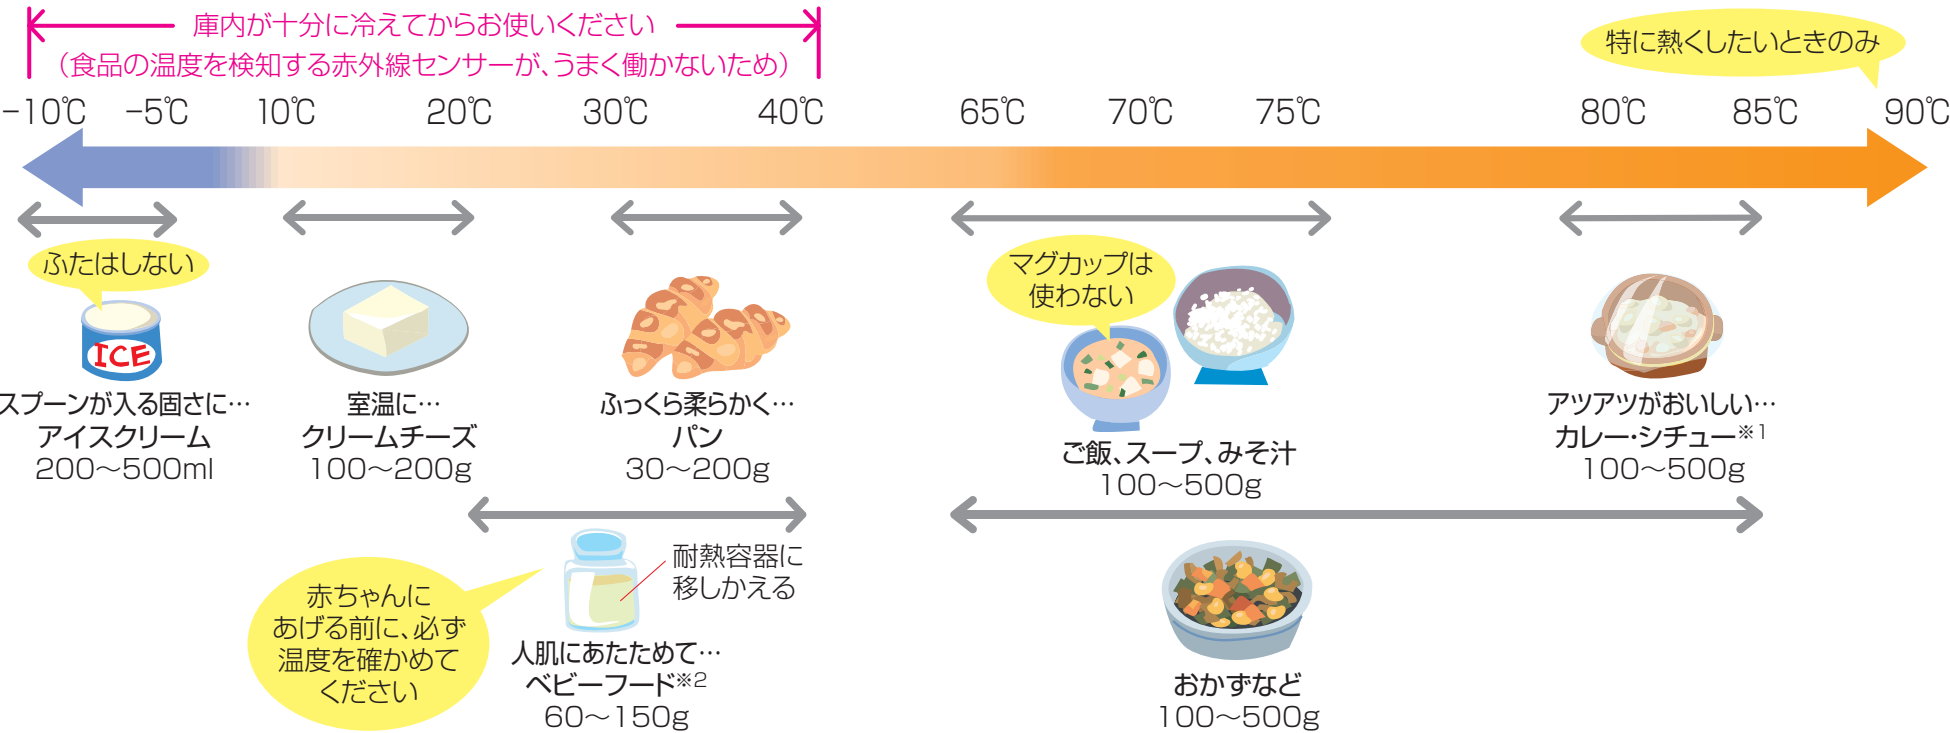 庫内が十分に冷えてからお使いください
（食品の温度を検知する赤外線センサーが、うまく働かないため）
特に熱くしたいときのみ
−10℃ −5℃ 10℃ 20℃ 30℃ 40℃ 65℃ 70℃ 75℃ 80℃ 85℃ 90℃
ふたはしない
ICE
スプーンが入る固さに…
アイスクリーム
200〜500ml
室温に…
クリームチーズ
100〜200g
ふっくら柔らかく…
パン
30〜200g
マグカップは
使わない
ご飯、スープ、みそ汁
100〜500g
アツアツがおいしい…
カレー・シチュー※1
100〜500g
赤ちゃんに
あげる前に、必ず
温度を確かめて
ください
耐熱容器に
移しかえる
人肌にあたためて…
ベビーフード※2
60〜150g
おかずなど
100〜500g